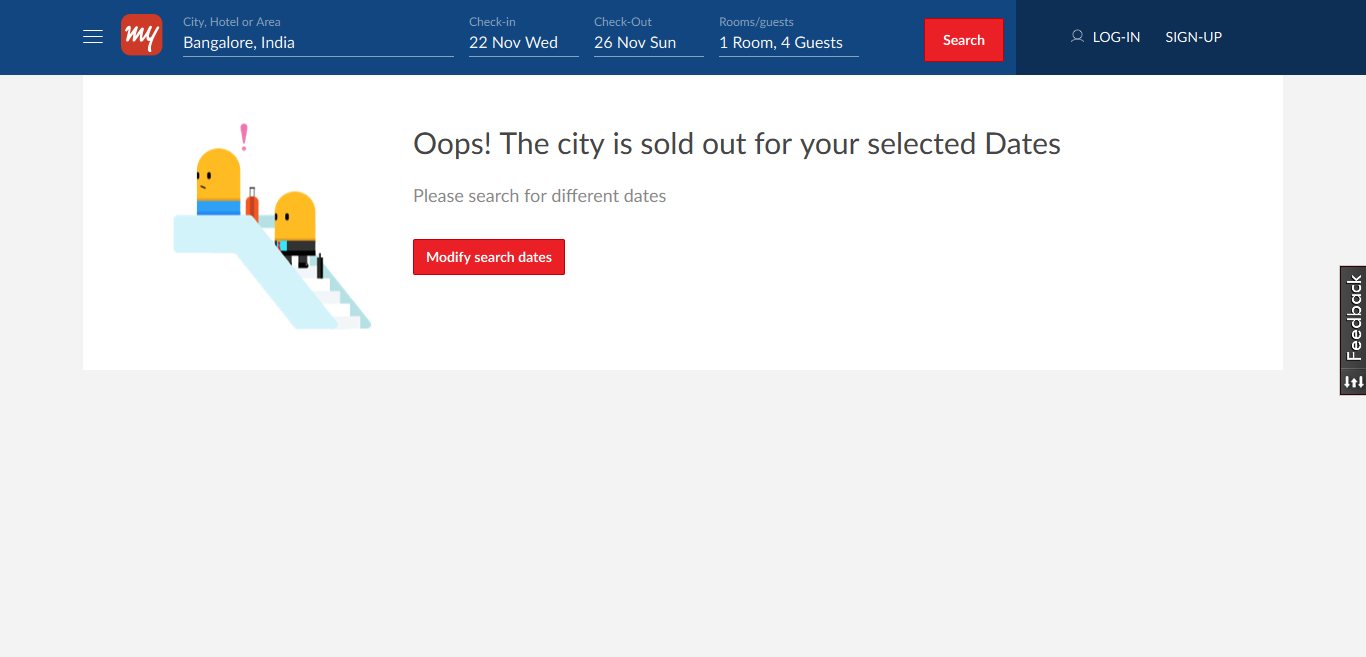 my
City, Hotel or Area
Bangalore, India
Check-in
22 Nov Wed
Check-Out
26 Nov Sun
Rooms/guests
1 Room, 4 Guests
Search
LOG-IN
SIGN-UP
Oops! The city is sold out for your selected Dates
Please search for different dates
Modify search dates
Feedback